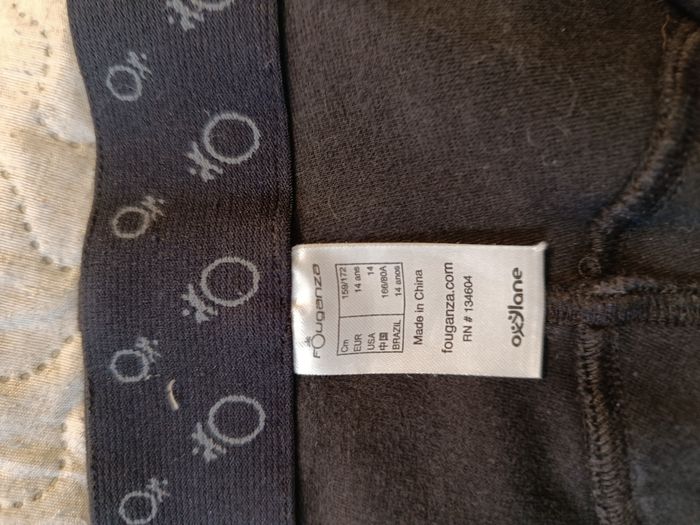 Fouganza
Cm 159/172
EUR 14 ans
USA 14
中国 166/80A
BRAZIL 14 anos
Made in China
fouganza.com
RN # 134604
oxylane